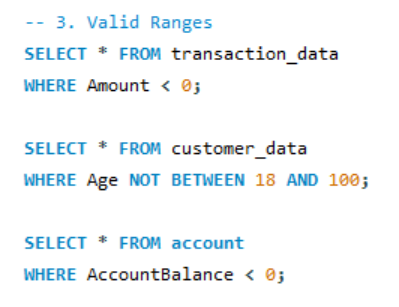 -- 3. Valid Ranges
SELECT * FROM transaction_data
WHERE Amount < 0;
SELECT * FROM customer_data
WHERE Age NOT BETWEEN 18 AND 100;
SELECT * FROM account
WHERE AccountBalance < 0;